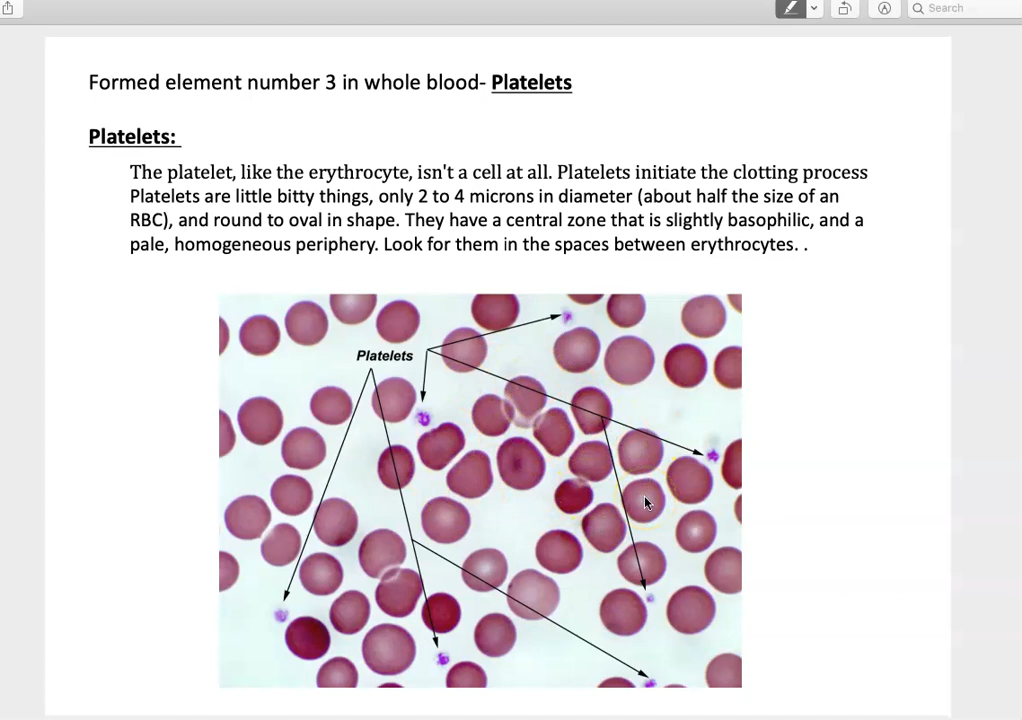 Search
Formed element number 3 in whole blood- Platelets
Platelets:
The platelet, like the erythrocyte, isn't a cell at all. Platelets initiate the clotting process
Platelets are little bitty things, only 2 to 4 microns in diameter (about half the size of an
RBC), and round to oval in shape. They have a central zone that is slightly basophilic, and a
pale, homogeneous periphery. Look for them in the spaces between erythrocytes. .
Platelets